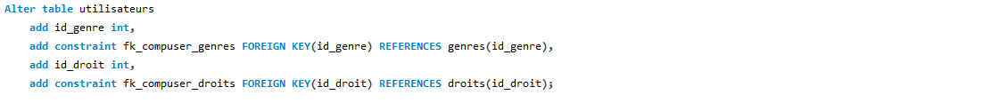 Alter table utilisateurs
add id_genre int,
add constraint fk_compuser_genres FOREIGN KEY(id_genre) REFERENCES genres(id_genre),
add id_droit int,
add constraint fk_compuser_droits FOREIGN KEY(id_droit) REFERENCES droits(id_droit);